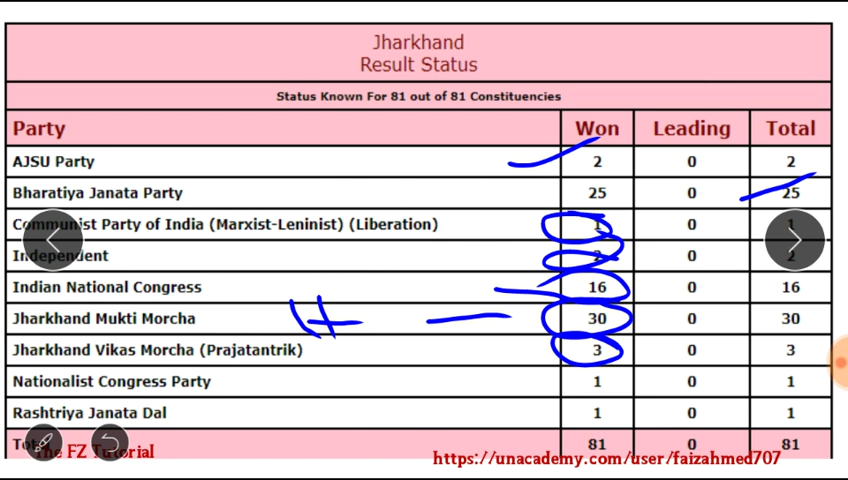 Jharkhand
Result Status
Status Known For 81 out of 81 Constituencies
Party Won Leading Total
AJSU Party 2 0 2
Bharatiya Janata Party 25 0 25
Communist Party of India (Marxist-Leninist) (Liberation) 1 0 1
Independent 2 0 2
Indian National Congress 16 0 16
Jharkhand Mukti Morcha 30 0 30
Jharkhand Vikas Morcha (Prajatantrik) 3 0 3
Nationalist Congress Party 1 0 1
Rashtriya Janata Dal 1 0 1
81 0 81
The FZ Tutorial
https://unacademy.com/user/faizahmed707